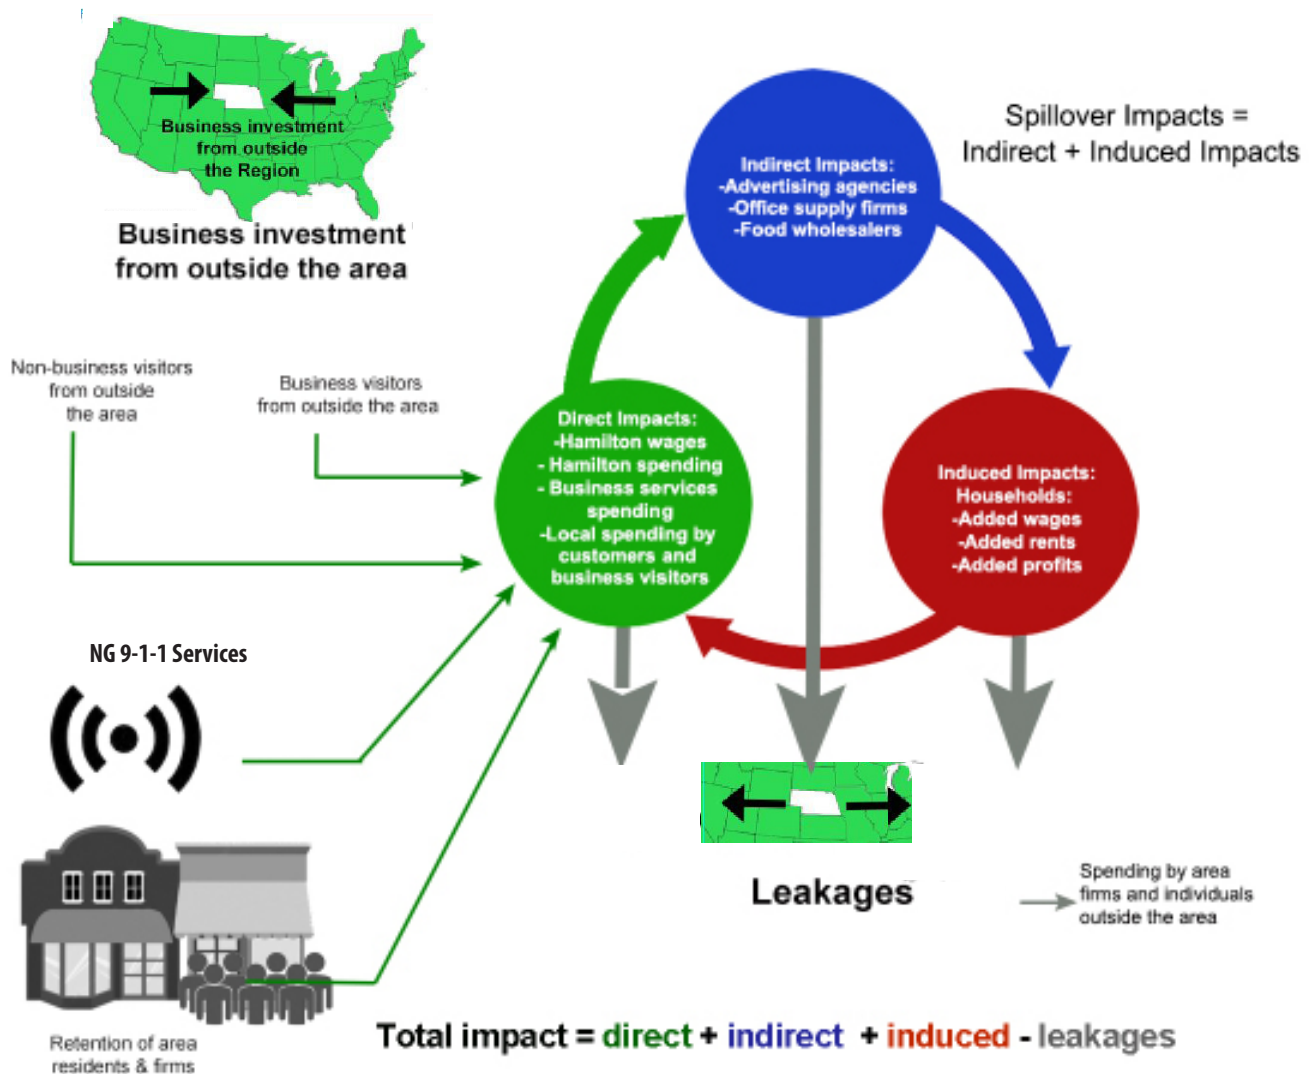 Business investment
from outside
the Region
Business investment
from outside the area
Spillover Impacts =
Indirect + Induced Impacts
Indirect Impacts:
-Advertising agencies
-Office supply firms
-Food wholesalers
Non-business visitors
from outside
the area
Business visitors
from outside the area
Direct Impacts:
-Hamilton wages
- Hamilton spending
- Business services
spending
-Local spending by
customers and
business visitors
Induced Impacts:
Households:
-Added wages
-Added rents
-Added profits
NG 9-1-1 Services
Leakages
Spending by area
firms and individuals
outside the area
Retention of area
residents & firms
Total impact = direct + indirect + induced - leakages